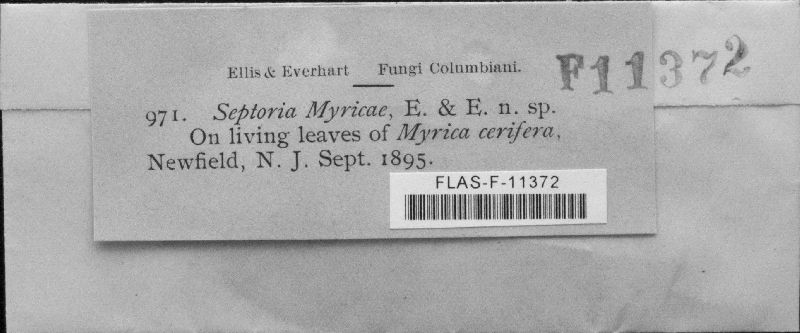 Ellis & Everhart Fungi Columbiani.
F11372
971. Septoria Myricae, E. & E. n. sp.
On living leaves of Myrica cerifera,
Newfield, N. J. Sept. 1895.
FLAS-F-11372